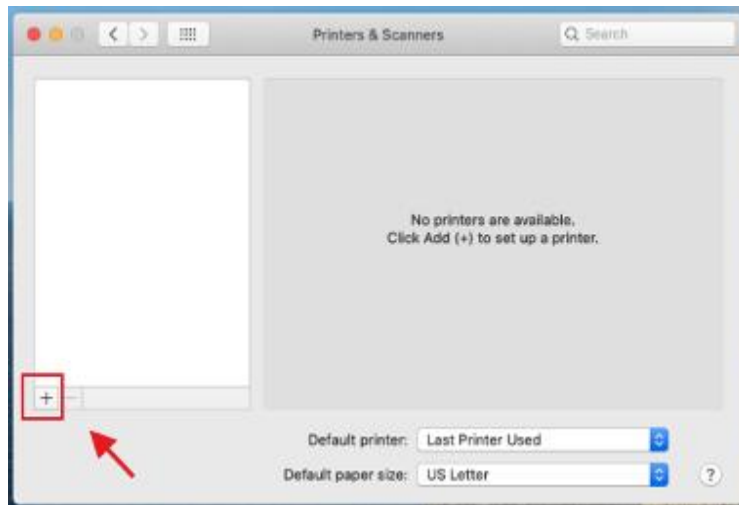 Printers & Scanners
Search
No printers are available.
Click Add (+) to set up a printer.
+ −
Default printer: Last Printer Used
Default paper size: US Letter
?